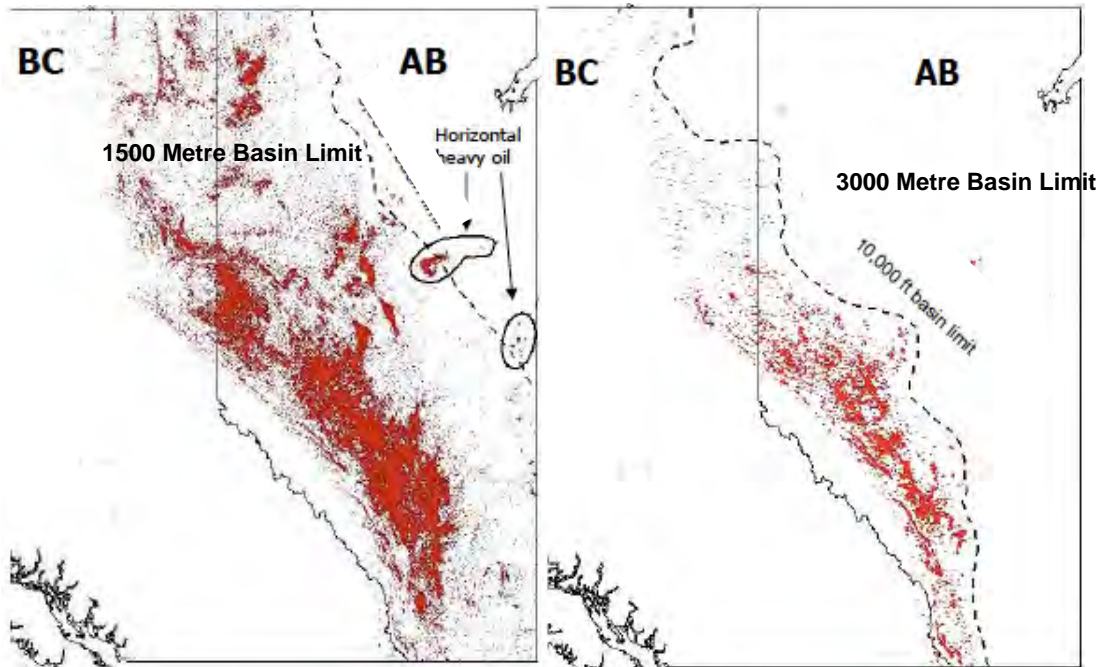 BC
AB
1500 Metre Basin Limit
Horizontal
heavy oil
BC
AB
3000 Metre Basin Limit
10,000 ft basin limit